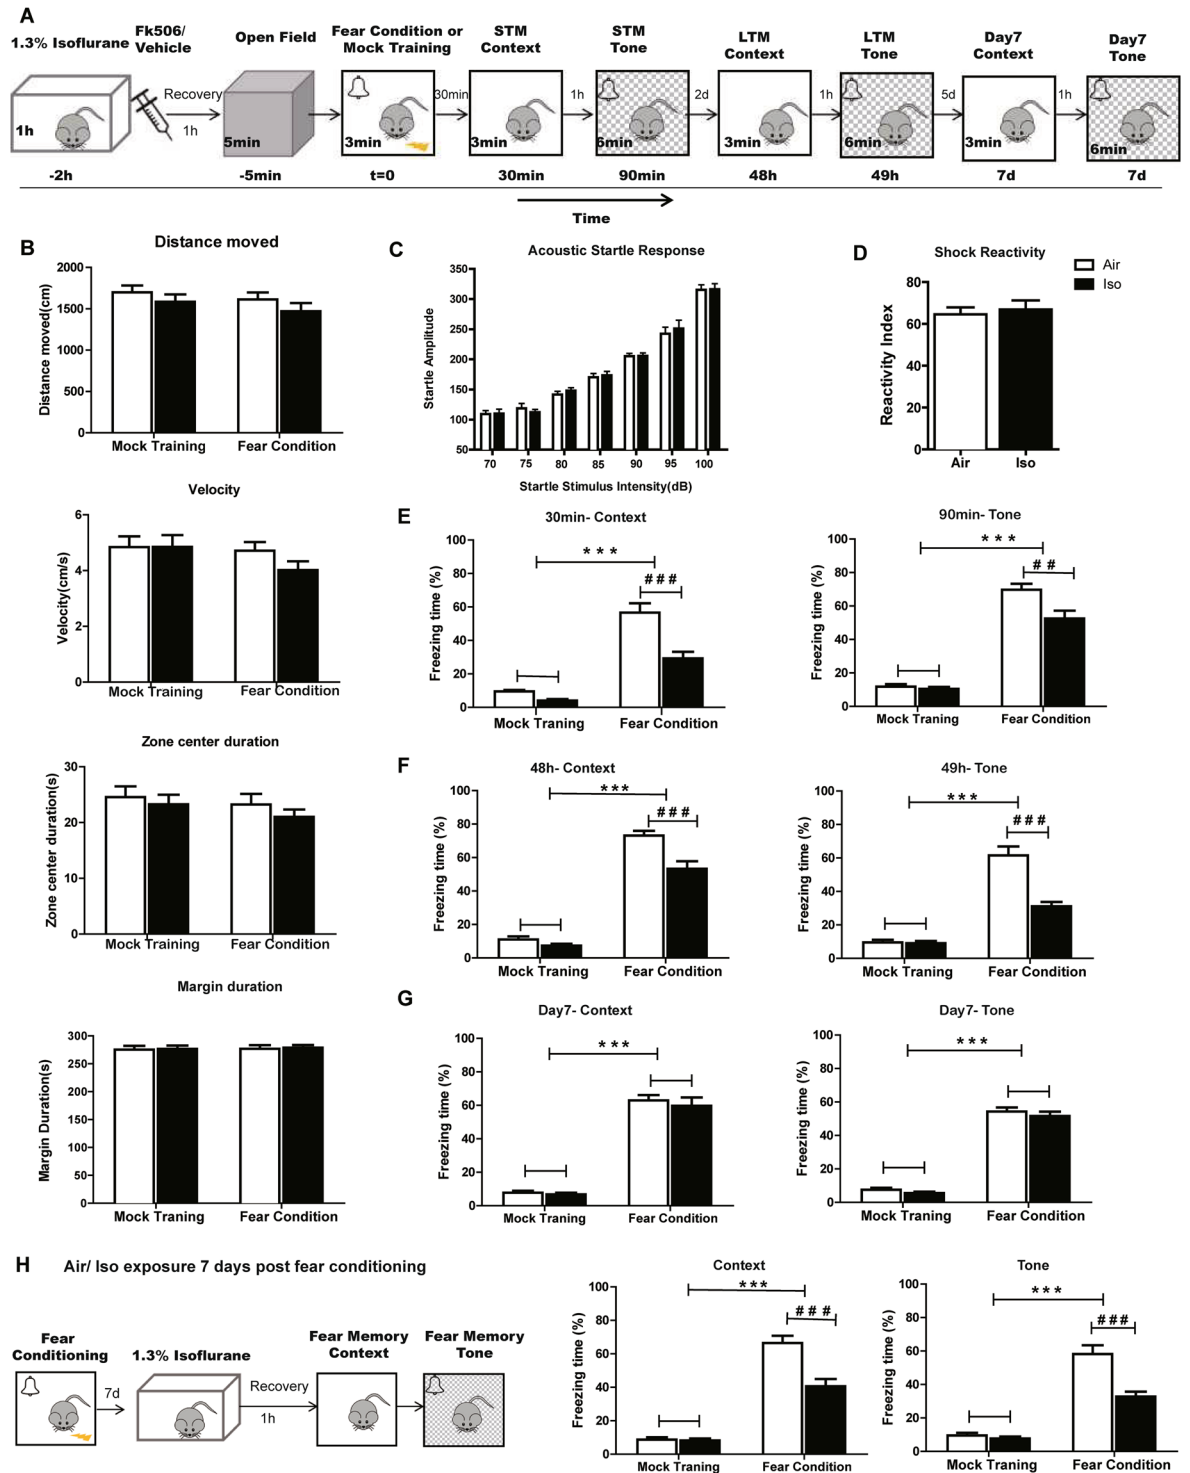 A
1.3% Isoflurane
Fk506/
Vehicle
Open Field
Fear Condition or
Mock Training
STM
Context
STM
Tone
LTM
Context
LTM
Tone
Day7
Context
Day7
Tone
Recovery
1h
30min
1h
2d
1h
5d
1h
1h
5min
3min
3min
6min
3min
6min
3min
6min
-2h
-5min
t=0
30min
90min
48h
49h
7d
7d
Time
B
Distance moved
Distance moved(cm)
2000
1500
1000
500
0
Mock Training
Fear Condition
Velocity
Velocity(cm/s)
6
4
2
0
Mock Training
Fear Condition
Zone center duration
Zone center duration(s)
30
20
10
0
Mock Training
Fear Condition
Margin duration
Margin Duration(s)
300
250
200
150
100
50
0
Mock Traning
Fear Condition
C
Acoustic Startle Response
Startle Amplitude
350
300
250
200
150
100
50
70
75
80
85
90
95
100
Startle Stimulus Intensity(dB)
D
Shock Reactivity
Air
Iso
Reactivity Index
80
60
40
20
0
Air
Iso
E
30min- Context
Freezing time (%)
100
80
60
40
20
0
* * *
# # #
Mock Traning
Fear Condition
90min- Tone
Freezing time (%)
100
80
60
40
20
0
* * *
# #
Mock Training
Fear Condition
F
48h- Context
Freezing time (%)
100
80
60
40
20
0
* * *
# # #
Mock Traning
Fear Condition
49h- Tone
Freezing time (%)
100
80
60
40
20
0
* * *
# # #
Mock Traning
Fear Condition
G
Day7- Context
Freezing time (%)
100
80
60
40
20
0
* * *
Mock Traning
Fear Condition
Day7- Tone
Freezing time (%)
100
80
60
40
20
0
* * *
Mock Traning
Fear Condition
H
Air/ Iso exposure 7 days post fear conditioning
Fear
Conditioning
7d
1.3% Isoflurane
Recovery
1h
Fear Memory
Context
Fear Memory
Tone
Context
Freezing time (%)
100
80
60
40
20
0
***
# # #
Mock Traning
Fear Condition
Tone
Freezing time (%)
100
80
60
40
20
0
* * *
# # #
Mock Traning
Fear Condition